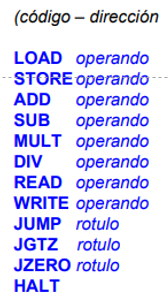 (código – dirección
LOAD operando
STORE operando
ADD operando
SUB operando
MULT operando
DIV operando
READ operando
WRITE operando
JUMP rotulo
JGTZ rotulo
JZERO rotulo
HALT